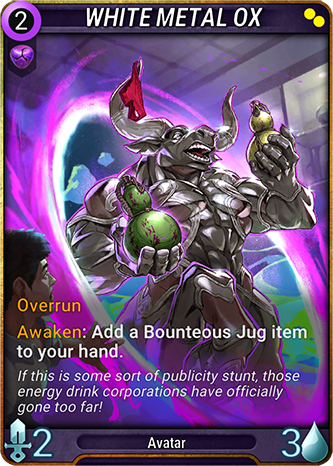 2
WHITE METAL OX
Overrun
Awaken: Add a Bounteous Jug item
to your hand.
If this is some sort of publicity stunt, those
energy drink corporations have officially
gone too far!
2
Avatar
3